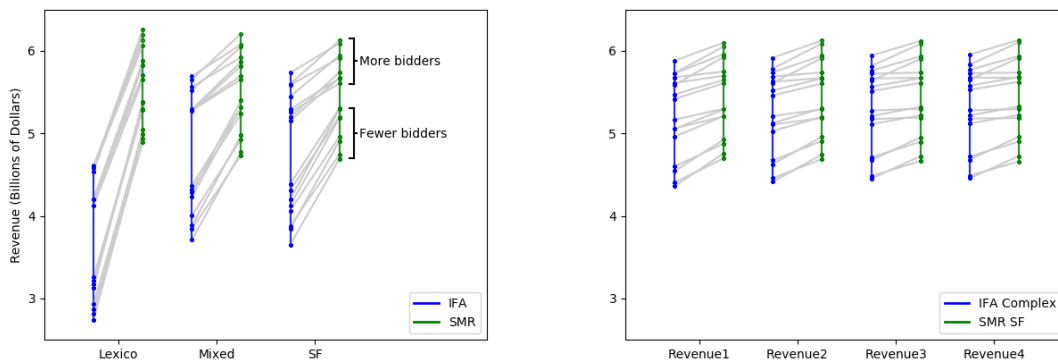 Revenue (Billions of Dollars)
6
5
4
3
More bidders
Fewer bidders
IFA
SMR
Lexico
Mixed
SF
6
5
4
3
IFA Complex
SMR SF
Revenue1
Revenue2
Revenue3
Revenue4